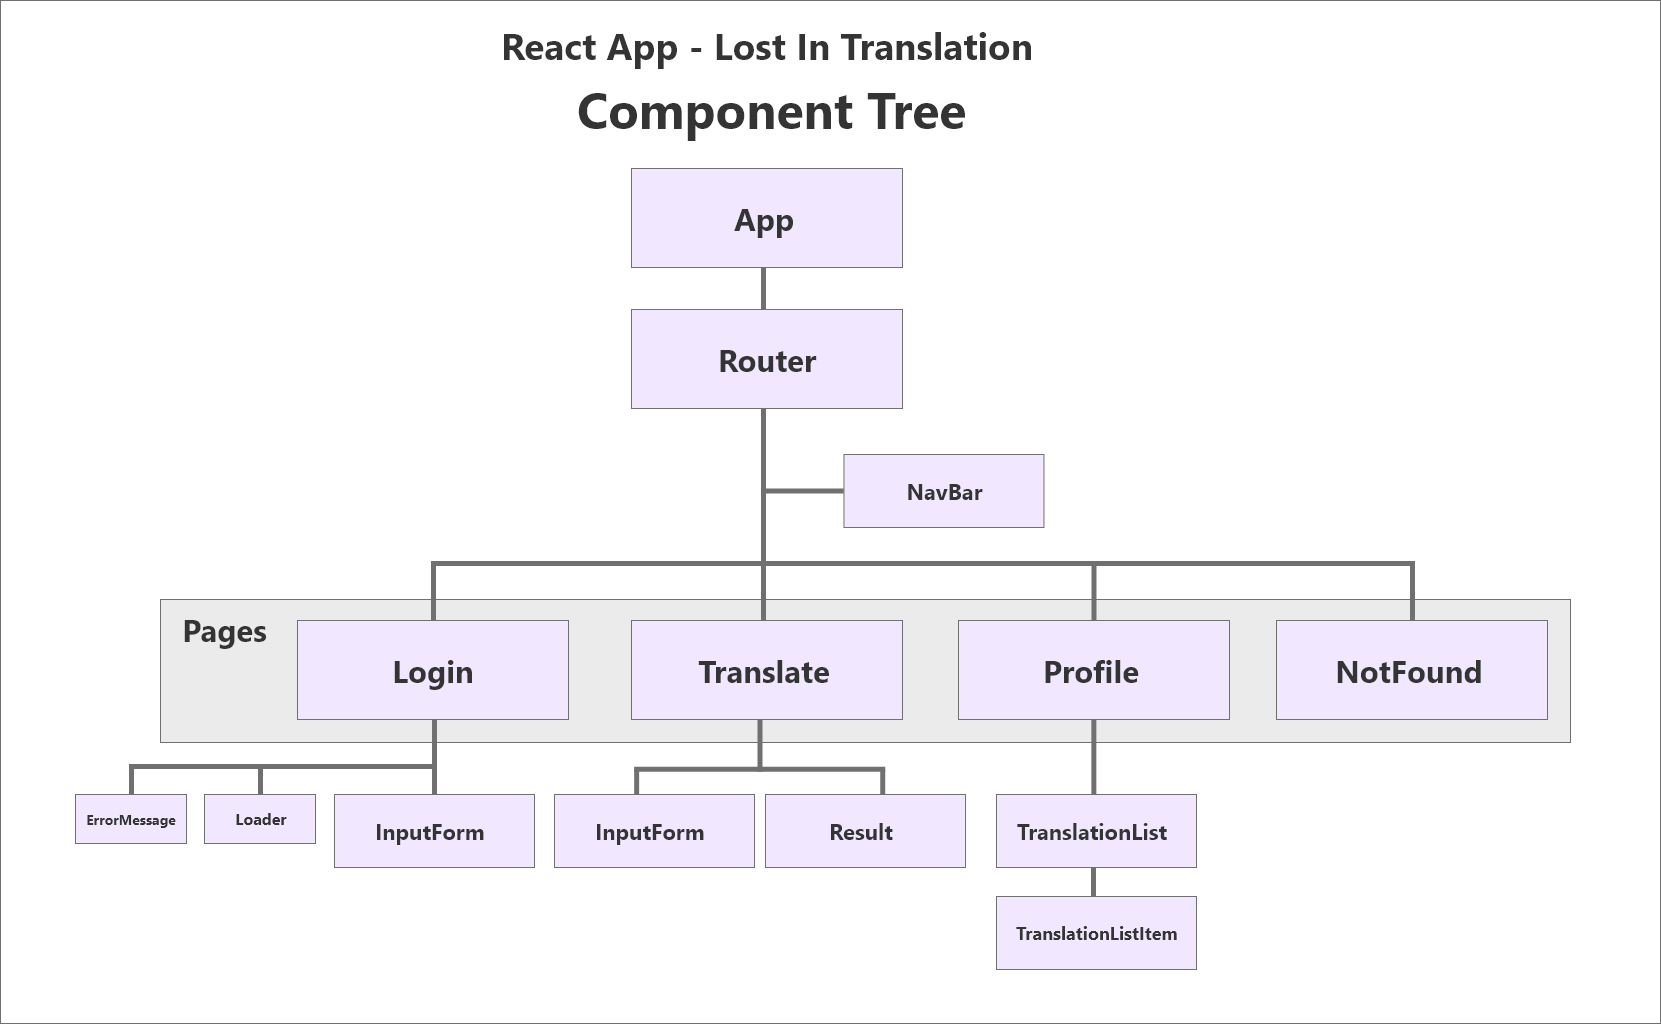 React App - Lost In Translation
Component Tree
App
Router
NavBar
Pages
Login
Translate
Profile
NotFound
ErrorMessage
Loader
InputForm
InputForm
Result
TranslationList
TranslationListItem